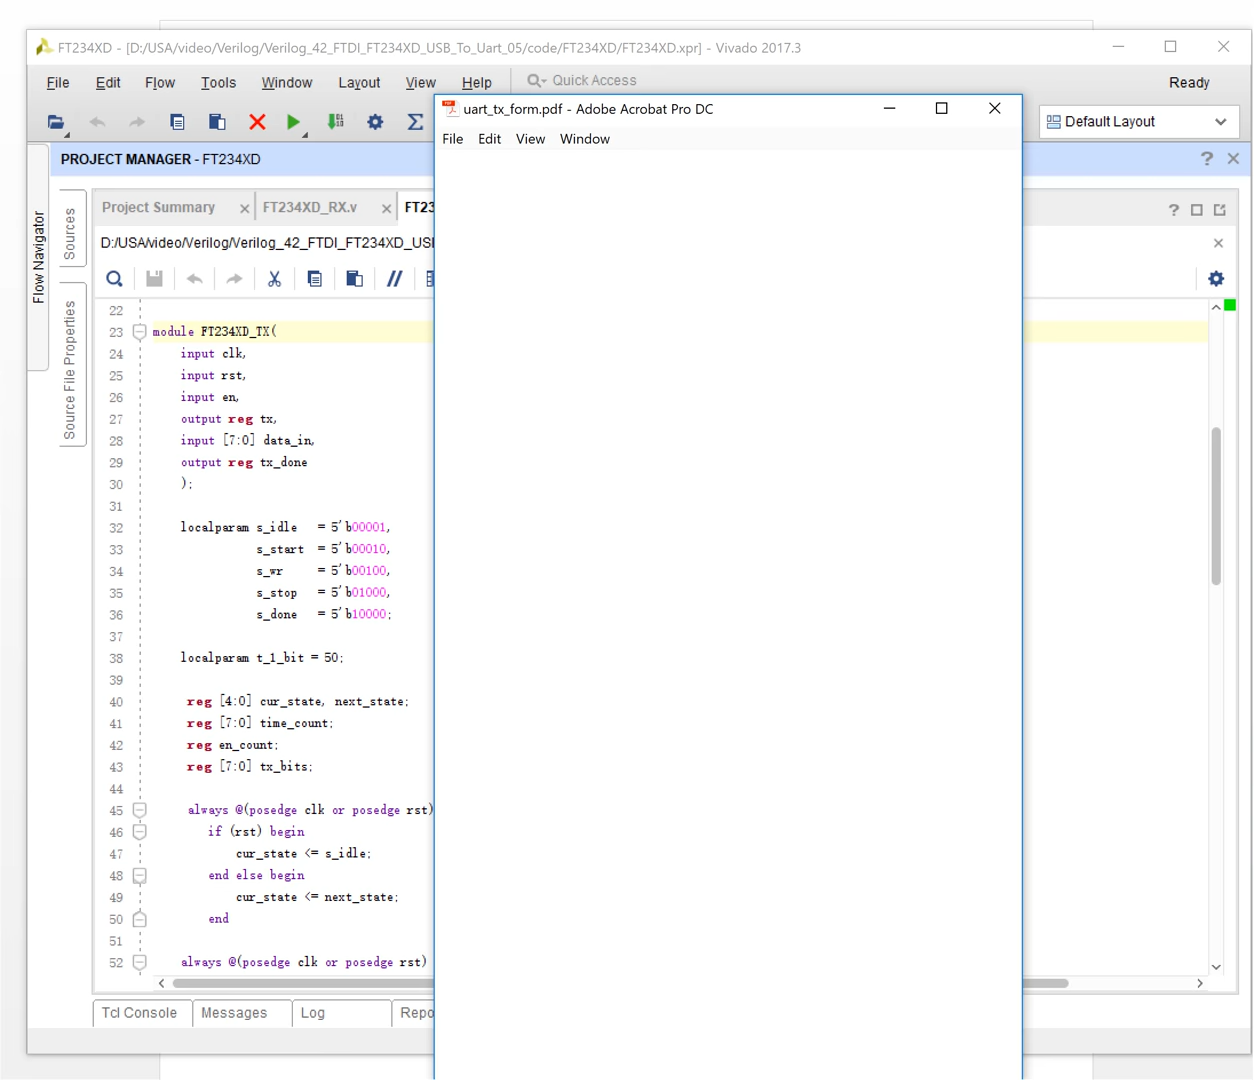 FT234XD - [D:/USA/video/Verilog/Verilog_42_FTDI_FT234XD_USB_To_Uart_05/code/FT234XD/FT234XD.xpr] - Vivado 2017.3
File Edit Flow Tools Window Layout View Help Quick Access Ready
uart_tx_form.pdf - Adobe Acrobat Pro DC
File Edit View Window
Default Layout
PROJECT MANAGER - FT234XD
Flow Navigator
Sources
Source File Properties
Project Summary FT234XD_RX.v FT23
D:/USA/video/Verilog/Verilog_42_FTDI_FT234XD_USB
22
23 module FT234XD_TX(
24 input clk,
25 input rst,
26 input en,
27 output reg tx,
28 input [7:0] data_in,
29 output reg tx_done
30 );
31
32 localparam s_idle = 5'b00001,
33 s_start = 5'b00010,
34 s_wr = 5'b00100,
35 s_stop = 5'b01000,
36 s_done = 5'b10000;
37
38 localparam t_1_bit = 50;
39
40 reg [4:0] cur_state, next_state;
41 reg [7:0] time_count;
42 reg en_count;
43 reg [7:0] tx_bits;
44
45 always @(posedge clk or posedge rst)
46 if (rst) begin
47 cur_state <= s_idle;
48 end else begin
49 cur_state <= next_state;
50 end
51
52 always @(posedge clk or posedge rst)
Tcl Console Messages Log Repo